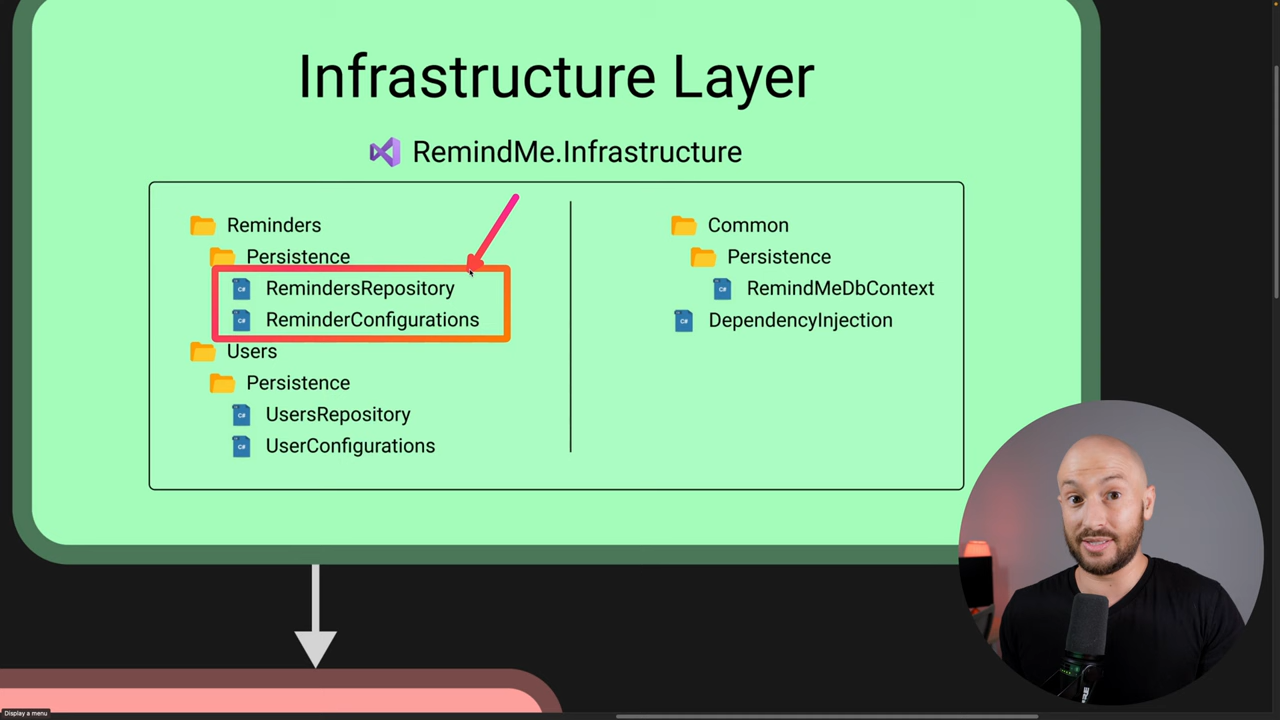 Infrastructure Layer
RemindMe.Infrastructure
Reminders
Persistence
RemindersRepository
ReminderConfigurations
Users
Persistence
UsersRepository
UserConfigurations
Common
Persistence
RemindMeDbContext
DependencyInjection
Display a menu